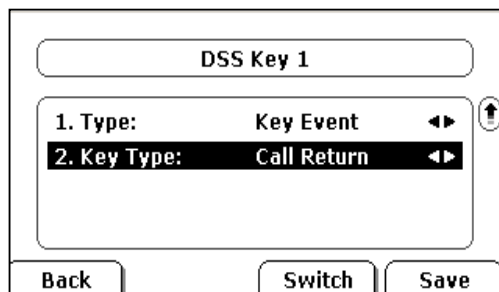 DSS Key 1
1. Type: Key Event
2. Key Type: Call Return
Back Switch Save